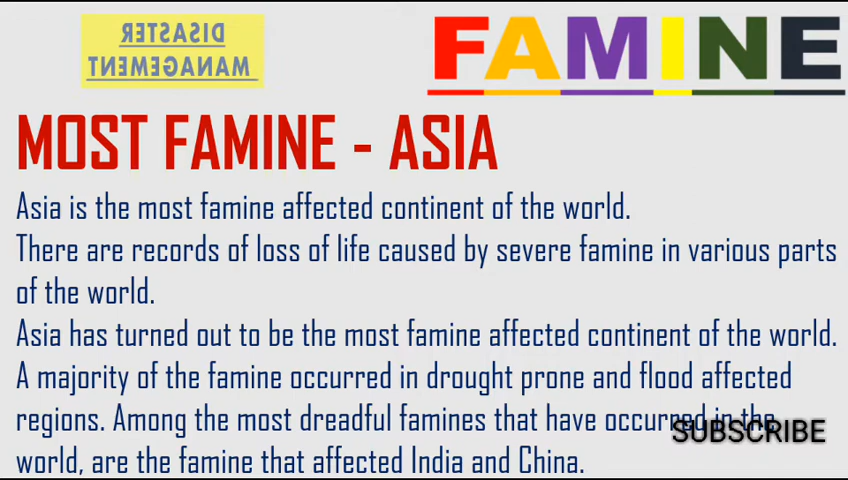 DISASTER
MANAGEMENT
FAMINE
MOST FAMINE - ASIA
Asia is the most famine affected continent of the world.
There are records of loss of life caused by severe famine in various parts
of the world.
Asia has turned out to be the most famine affected continent of the world.
A majority of the famine occurred in drought prone and flood affected
regions. Among the most dreadful famines that have occurred in the
SUBSCRIBE
world, are the famine that affected India and China.